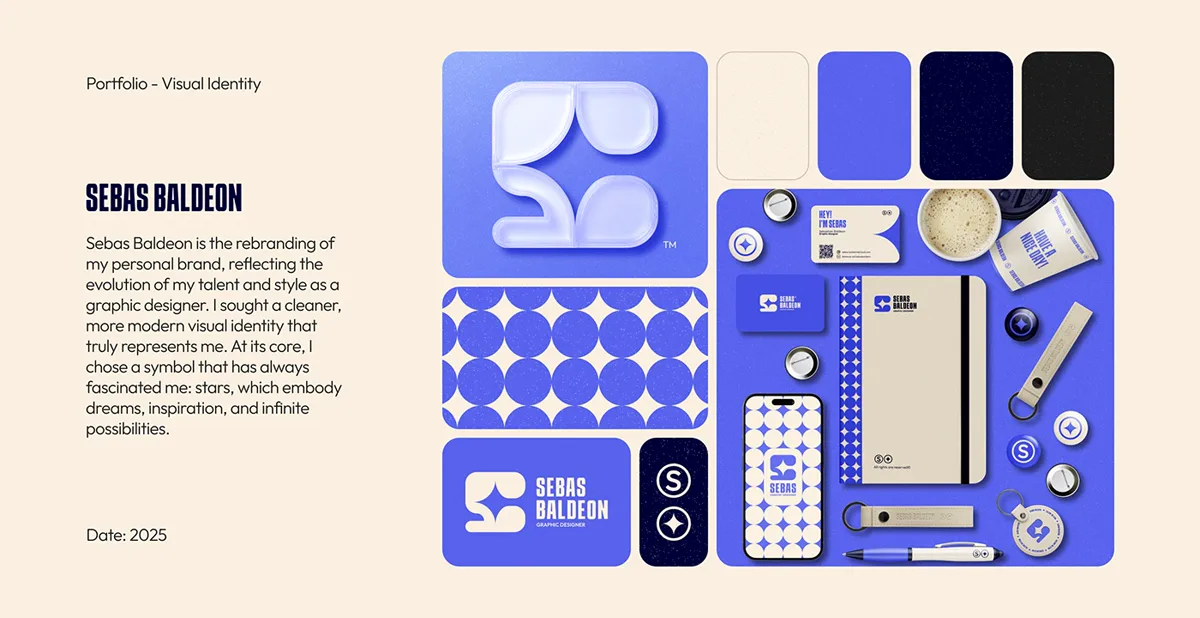 Portfolio - Visual Identity
SEBAS BALDEON
Sebas Baldeon is the rebranding of
my personal brand, reflecting the
evolution of my talent and style as a
graphic designer. I sought a cleaner,
more modern visual identity that
truly represents me. At its core, I
chose a symbol that has always
fascinated me: stars, which embody
dreams, inspiration, and infinite
possibilities.
Date: 2025
TM
SEBAS
BALDEON
GRAPHIC DESIGNER
S
HEY!
I'M SEBAS
HAVE A
NICE DAY!
SEBAS
BALDEON
SEBAS
BALDEON
SEBAS
S